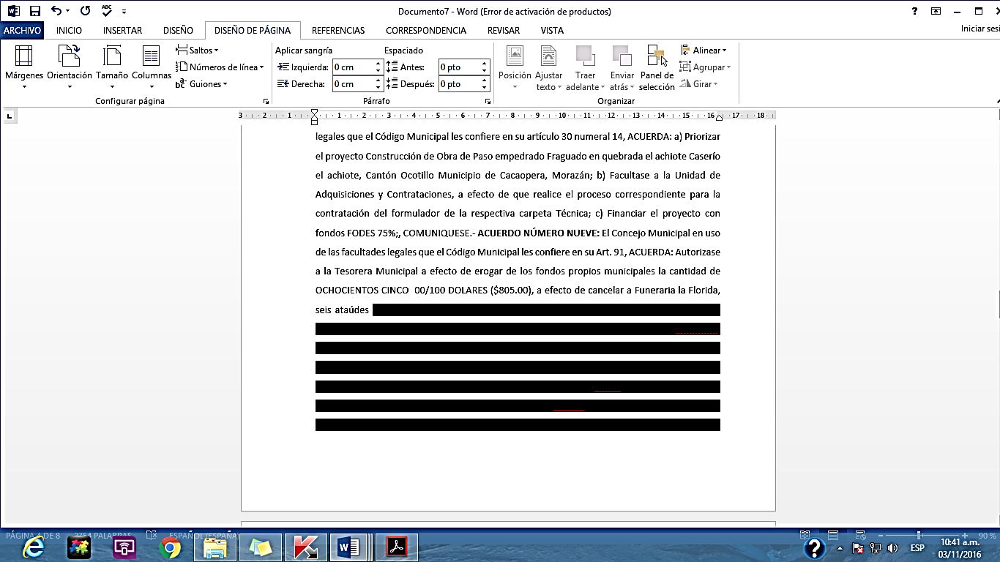 Documento7 - Word (Error de activación de productos)
ARCHIVO INICIO INSERTAR DISEÑO DISEÑO DE PÁGINA REFERENCIAS CORRESPONDENCIA REVISAR VISTA Iniciar sesi
Saltos Aplicar sangría Espaciado Alinear
Márgenes Orientación Tamaño Columnas Números de línea Izquierda: 0 cm Antes: 0 pto Posición Ajustar texto Traer adelante Enviar atrás Panel de selección Agrupar
Guiones Derecha: 0 cm Después: 0 pto Girar
Configurar página Párrafo Organizar
3 2 1 1 2 3 4 5 6 7 8 9 10 11 12 13 14 15 16 17 18
legales que el Código Municipal les confiere en su artículo 30 numeral 14, ACUERDA: a) Priorizar
el proyecto Construcción de Obra de Paso empedrado Fraguado en quebrada el achiote Caserío
el achiote, Cantón Ocotillo Municipio de Cacaopera, Morazán; b) Facultase a la Unidad de
Adquisiciones y Contrataciones, a efecto de que realice el proceso correspondiente para la
contratación del formulador de la respectiva carpeta Técnica; c) Financiar el proyecto con
fondos FODES 75%;, COMUNIQUESE.- ACUERDO NÚMERO NUEVE: El Concejo Municipal en uso
de las facultades legales que el Código Municipal les confiere en su Art. 91, ACUERDA: Autorizase
a la Tesorera Municipal a efecto de erogar de los fondos propios municipales la cantidad de
OCHOCIENTOS CINCO 00/100 DOLARES ($805.00), a efecto de cancelar a Funeraria la Florida,
seis ataúdes
PÁGINA 4 DE 8 2754 PALABRAS ESPAÑOL (ESPAÑA 90 %
ESP 10:41 a.m.
03/11/2016